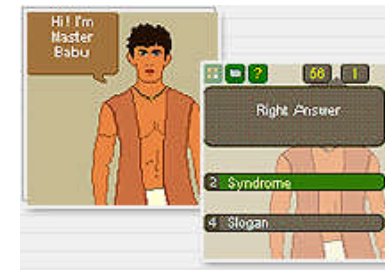 Hi! I'm
Master
Babu
? 56 1
Right Answer
2 Syndrome
4 Slogan